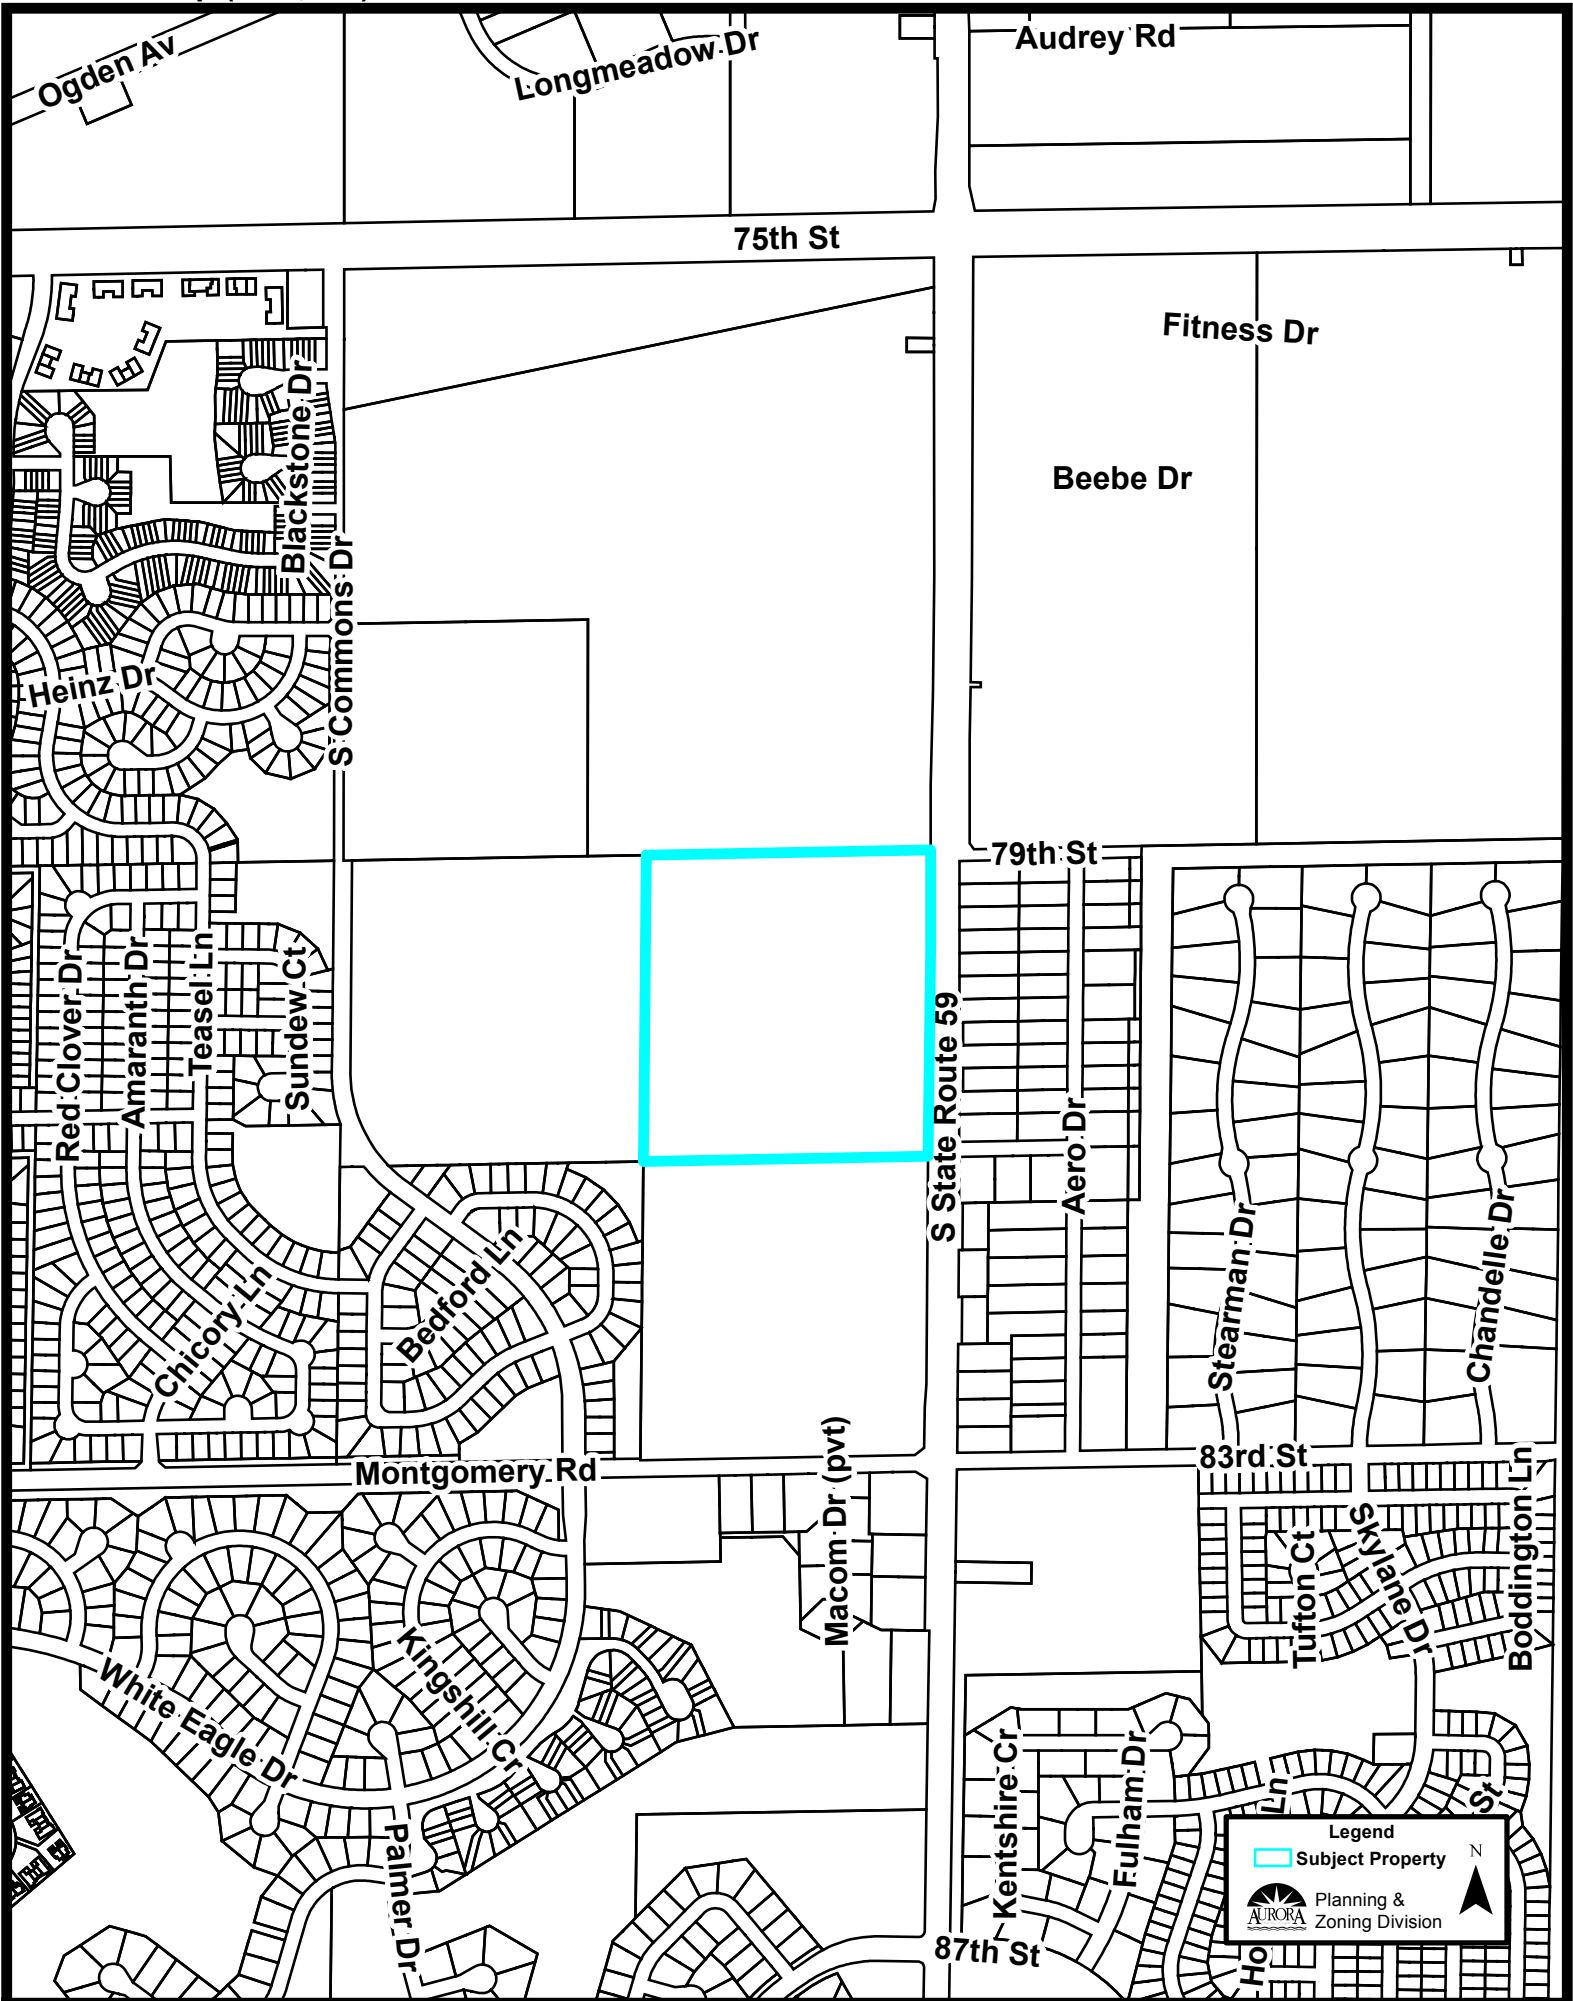 Ogden Av
Longmeadow Dr
Audrey Rd
75th St
Fitness Dr
Blackstone Dr
Beebe Dr
S Commons Dr
Heinz Dr
79th St
Red Clover Dr
Amaranth Dr
Teasel Ln
Sundew Ct
S State Route 59
Aero Dr
Stearman Dr
Chandelle Dr
Chicory Ln
Bedford Ln
Montgomery Rd
Macom Dr (pvt)
83rd St
Tufton Ct
Skylane Dr
Boddington Ln
White Eagle Dr
Kingshill Cr
Palmer Dr
Kentshire Cr
Fulham Dr
Ln
St
Ho
87th St
Legend
Subject Property
N
AURORA
Planning &
Zoning Division